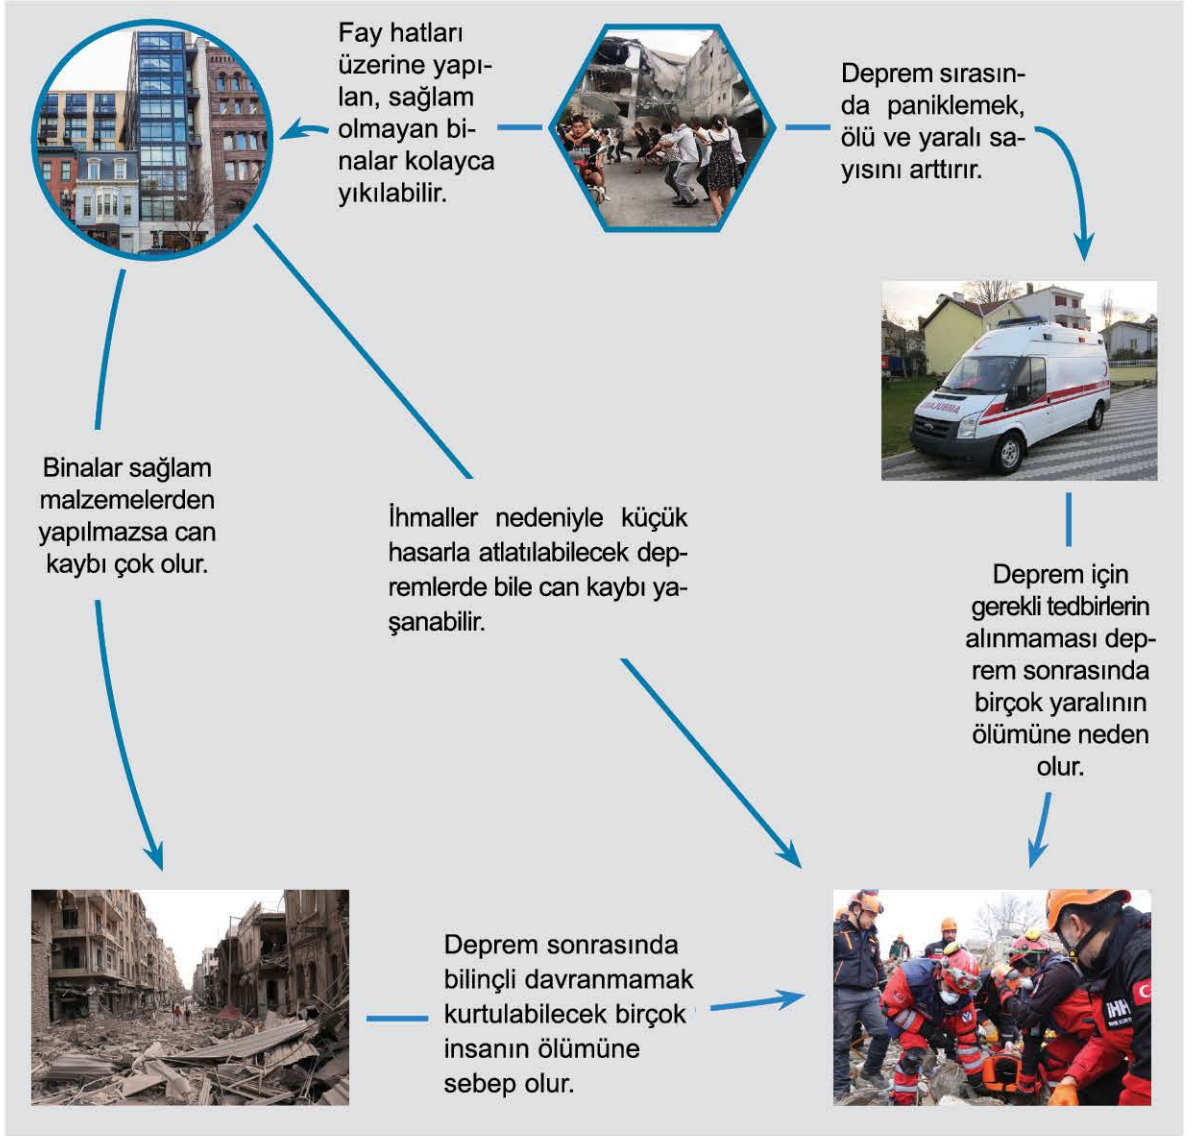 Fay hatları
üzerine yapı-
lan, sağlam
olmayan bi-
nalar kolayca
yıkılabilir.
Deprem sırasın-
da paniklemek,
ölü ve yaralı sa-
yısını arttırır.
Binalar sağlam
malzemelerden
yapılmazsa can
kaybı çok olur.
İhmaller nedeniyle küçük
hasarla atlatılabilecek dep-
remlerde bile can kaybı ya-
şanabilir.
Deprem için
gerekli tedbirlerin
alınmaması dep-
rem sonrasında
birçok yaralının
ölümüne neden
olur.
Deprem sonrasında
bilinçli davranmamak
kurtulabilecek birçok
insanın ölümüne
sebep olur.
İHH